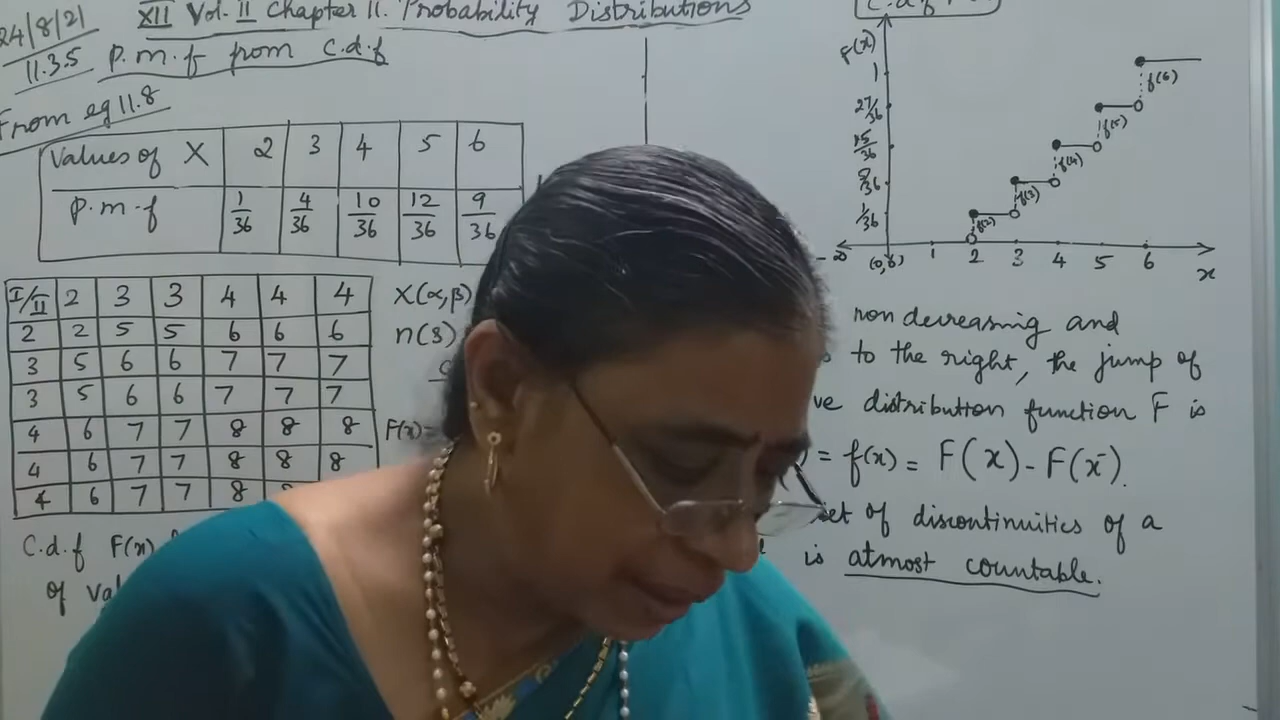 24/8/21
XII Vol. II Chapter 11. Probability Distributions
11.3.5 P.m.f from C.d.f
From eg 11.8
Values of X 2 3 4 5 6
P.m.f 1/36 4/36 10/36 12/36 9/36
I/II 2 3 3 4 4 4
2 2 5 5 6 6 6
3 5 6 6 7 7 7
3 5 6 6 7 7 7
4 6 7 7 8 8 8
4 6 7 7 8 8 8
4 6 7 7 8
X(α,β)
n(S)
F(x)=
C.d.f F(x)
of
F(x)
1
27/36
15/36
1/36
f(2) f(3) f(4) f(5) f(6)
-∞ (0,0) 1 2 3 4 5 6 x
non decreasing and
to the right, the jump of
distribution function F is
= f(x) = F(x) - F(x⁻).
set of discontinuities of a
is atmost countable.